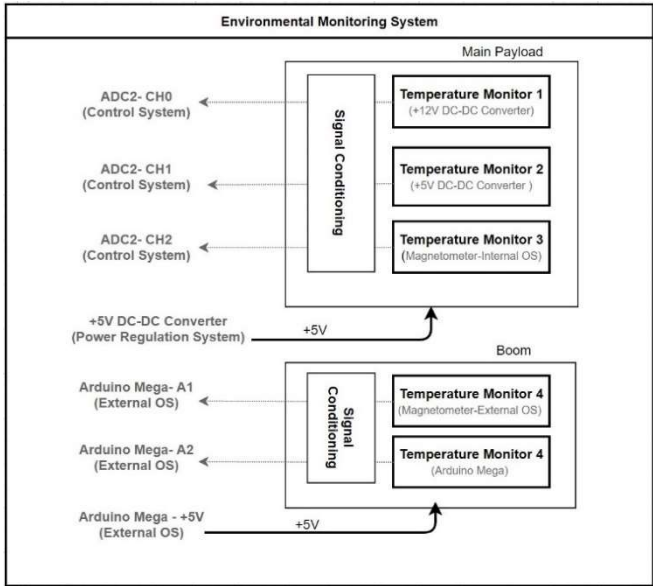 Environmental Monitoring System
Main Payload
ADC2- CH0
(Control System)
Signal Conditioning
Temperature Monitor 1
(+12V DC-DC Converter)
ADC2- CH1
(Control System)
Temperature Monitor 2
(+5V DC-DC Converter )
ADC2- CH2
(Control System)
Temperature Monitor 3
(Magnetometer-Internal OS)
+5V DC-DC Converter
(Power Regulation System)
+5V
Boom
Arduino Mega- A1
(External OS)
Signal
Conditioning
Temperature Monitor 4
(Magnetometer-External OS)
Arduino Mega- A2
(External OS)
Temperature Monitor 4
(Arduino Mega)
Arduino Mega - +5V
(External OS)
+5V